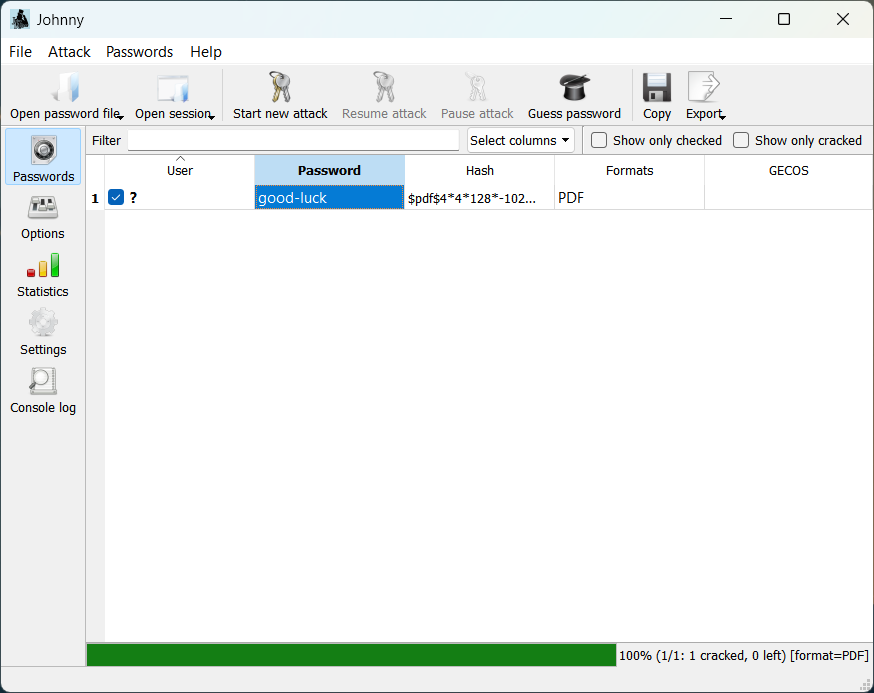 Johnny
File Attack Passwords Help
Open password file Open session Start new attack Resume attack Pause attack Guess password Copy Export
Filter Select columns Show only checked Show only cracked
Passwords
Options
Statistics
Settings
Console log
User Password Hash Formats GECOS
1 ? good-luck $pdf$4*4*128*-102... PDF
100% (1/1: 1 cracked, 0 left) [format=PDF]